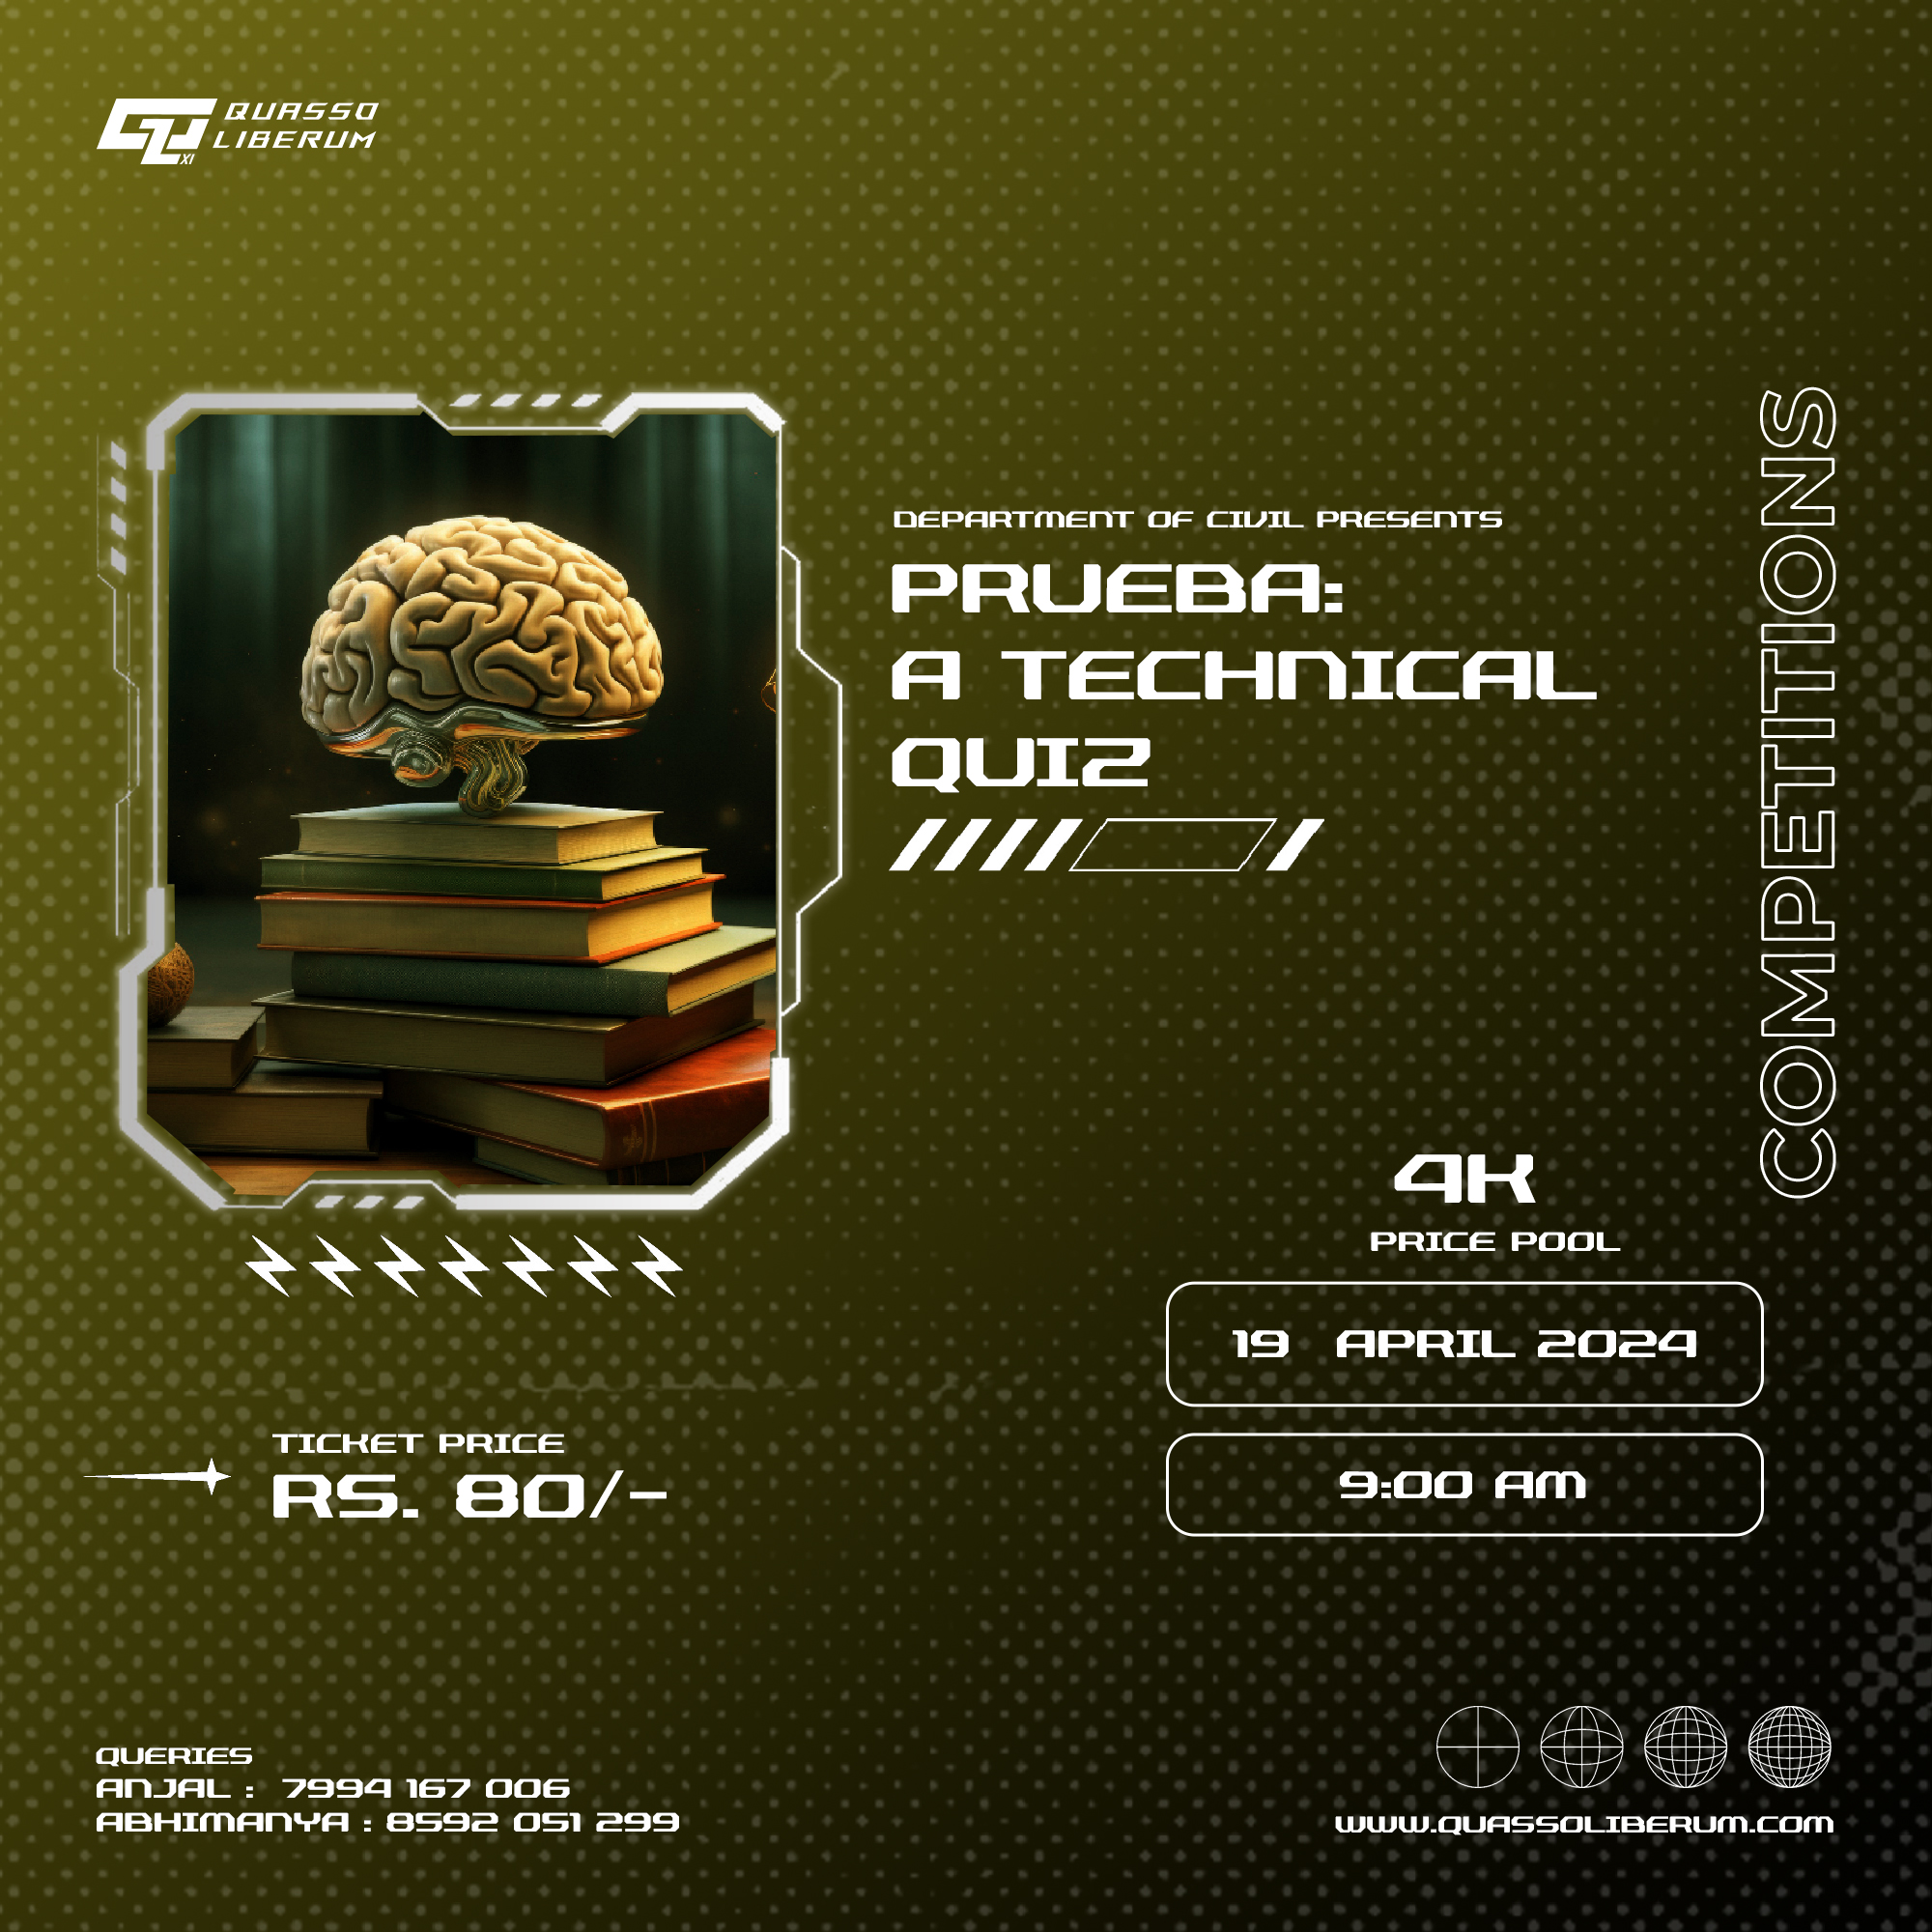 QUASSO
LIBERUM
XI
DEPARTMENT OF CIVIL PRESENTS
PRUEBA:
A TECHNICAL
QUIZ
COMPETITIONS
4K
PRICE POOL
19 APRIL 2024
9:00 AM
TICKET PRICE
RS. 80/-
QUERIES
ANJAL : 7994 167 006
ABHIMANYA : 8592 051 299
WWW.QUASSOLIBERUM.COM